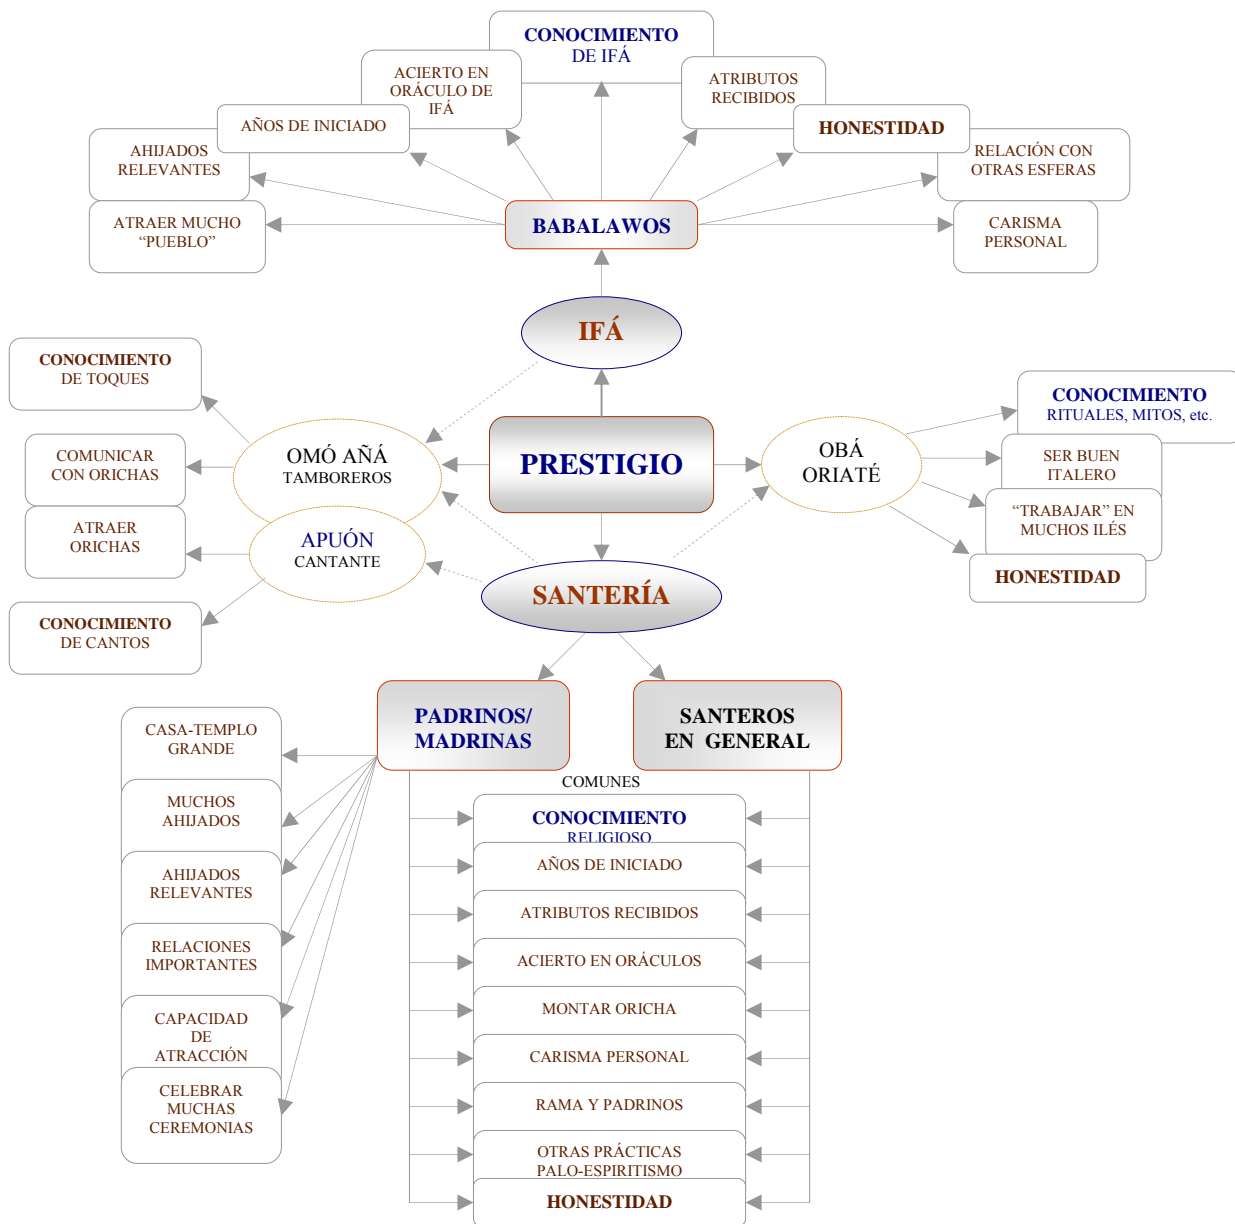 CONOCIMIENTO
DE IFÁ
ACIERTO EN
ORÁCULO DE
IFÁ
ATRIBUTOS
RECIBIDOS
AÑOS DE INICIADO
HONESTIDAD
AHIJADOS
RELEVANTES
RELACIÓN CON
OTRAS ESFERAS
ATRAER MUCHO
“PUEBLO”
BABALAWOS
CARISMA
PERSONAL
IFÁ
CONOCIMIENTO
DE TOQUES
COMUNICAR
CON ORICHAS
ATRAER
ORICHAS
CONOCIMIENTO
DE CANTOS
OMÓ AÑÁ
TAMBOREROS
APUÓN
CANTANTE
PRESTIGIO
OBÁ
ORIATÉ
CONOCIMIENTO
RITUALES, MITOS, etc.
SER BUEN
ITALERO
“TRABAJAR” EN
MUCHOS ILÉS
HONESTIDAD
SANTERÍA
PADRINOS/
MADRINAS
SANTEROS
EN GENERAL
CASA-TEMPLO
GRANDE
MUCHOS
AHIJADOS
AHIJADOS
RELEVANTES
RELACIONES
IMPORTANTES
CAPACIDAD
DE
ATRACCIÓN
CELEBRAR
MUCHAS
CEREMONIAS
COMUNES
CONOCIMIENTO
RELIGIOSO
AÑOS DE INICIADO
ATRIBUTOS RECIBIDOS
ACIERTO EN ORÁCULOS
MONTAR ORICHA
CARISMA PERSONAL
RAMA Y PADRINOS
OTRAS PRÁCTICAS
PALO-ESPIRITISMO
HONESTIDAD